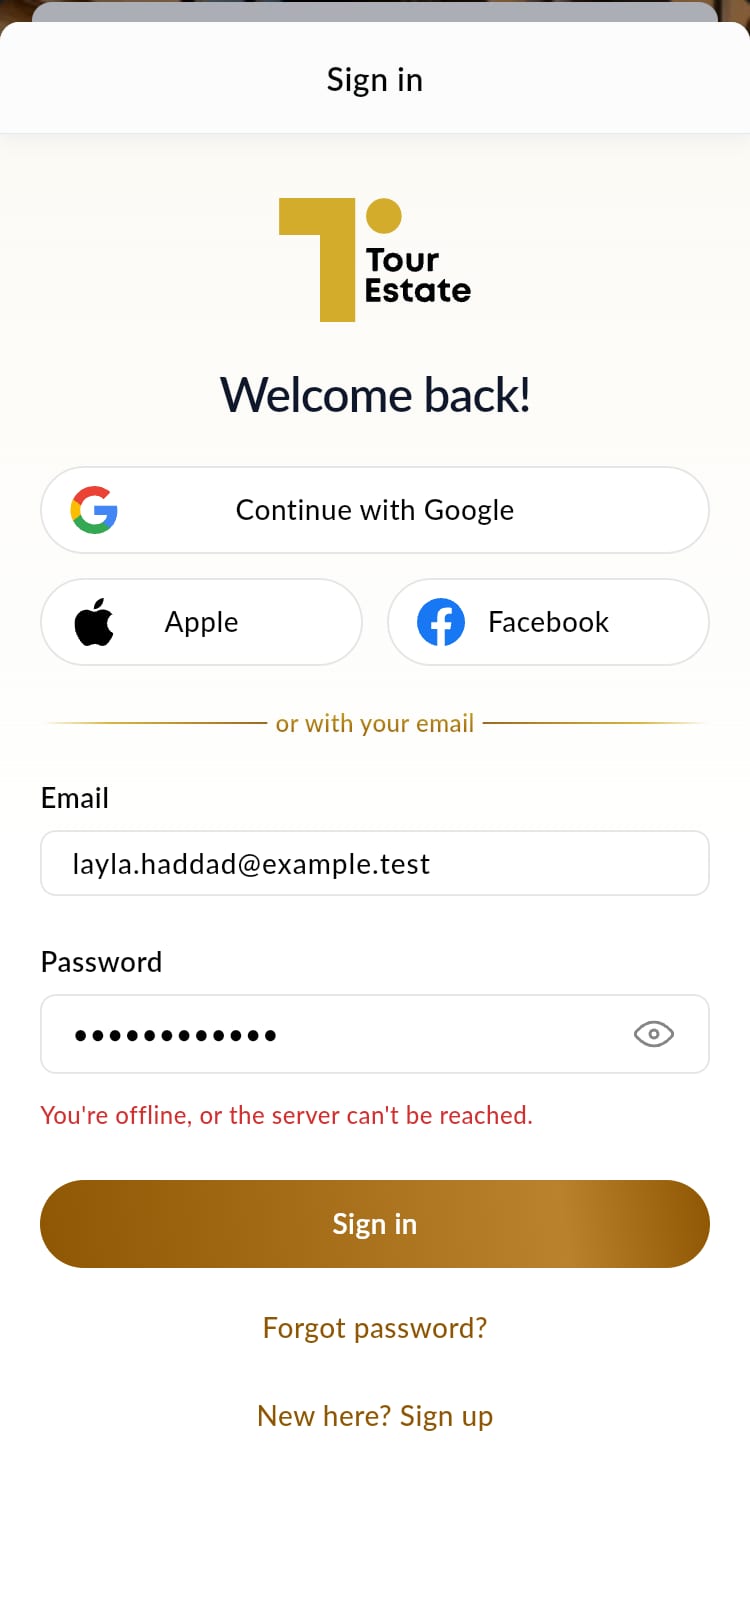 Sign in
Tour
Estate
Welcome back!
Continue with Google
Apple
Facebook
or with your email
Email
layla.haddad@example.test
Password
••••••••••••
You're offline, or the server can't be reached.
Sign in
Forgot password?
New here? Sign up